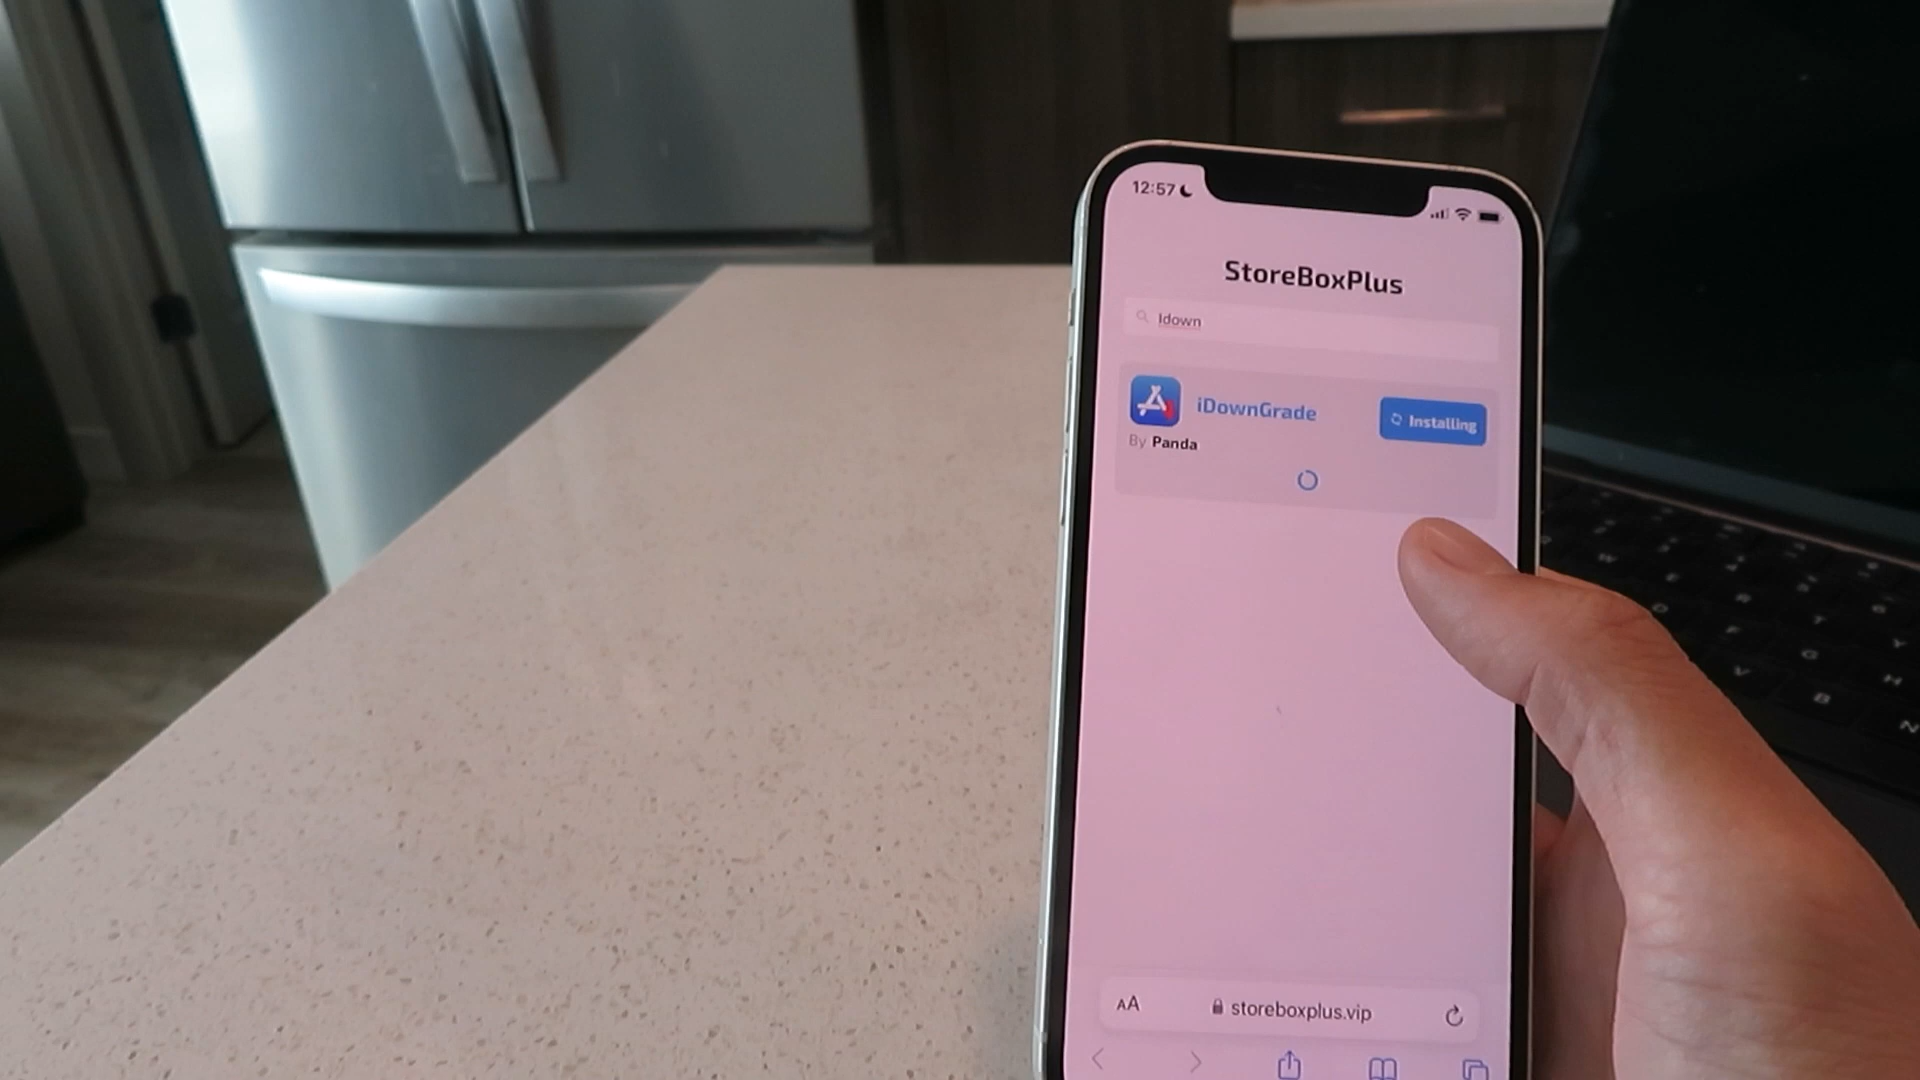 12:57
StoreBoxPlus
Idown
iDownGrade
Installing
By Panda
AA
storeboxplus.vip
W
E
R
T
Y
D
F
G
H
V
B
N